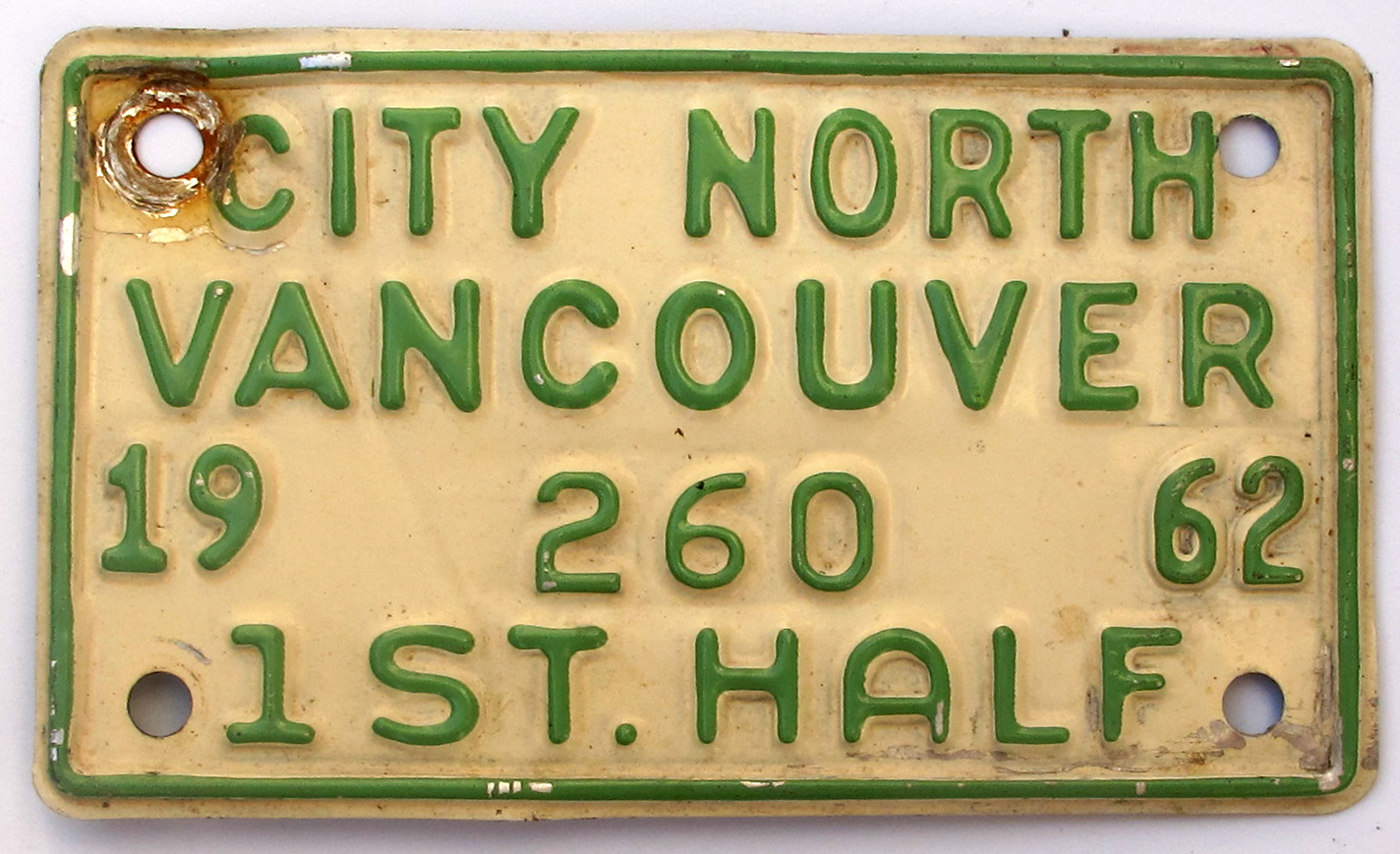 CITY NORTH
VANCOUVER
19 260 62
1ST. HALF